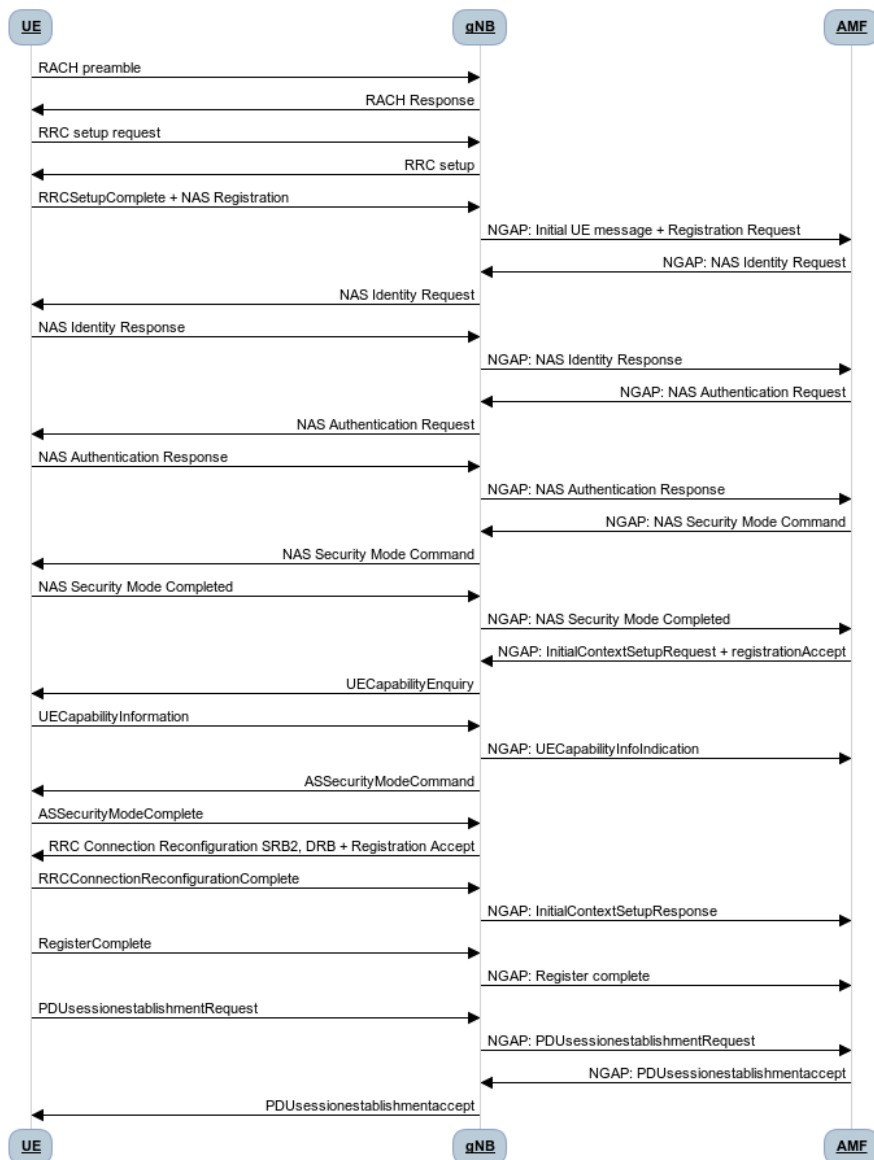 UE gNB AMF
RACH preamble
RACH Response
RRC setup request
RRC setup
RRCSetupComplete + NAS Registration
NGAP: Initial UE message + Registration Request
NGAP: NAS Identity Request
NAS Identity Request
NAS Identity Response
NGAP: NAS Identity Response
NGAP: NAS Authentication Request
NAS Authentication Request
NAS Authentication Response
NGAP: NAS Authentication Response
NGAP: NAS Security Mode Command
NAS Security Mode Command
NAS Security Mode Completed
NGAP: NAS Security Mode Completed
NGAP: InitialContextSetupRequest + registrationAccept
UECapabilityEnquiry
UECapabilityInformation
NGAP: UECapabilityInfoIndication
ASSecurityModeCommand
ASSecurityModeComplete
RRC Connection Reconfiguration SRB2, DRB + Registration Accept
RRCConnectionReconfigurationComplete
NGAP: InitialContextSetupResponse
RegisterComplete
NGAP: Register complete
PDUsessionestablishmentRequest
NGAP: PDUsessionestablishmentRequest
NGAP: PDUsessionestablishmentaccept
PDUsessionestablishmentaccept
UE gNB AMF